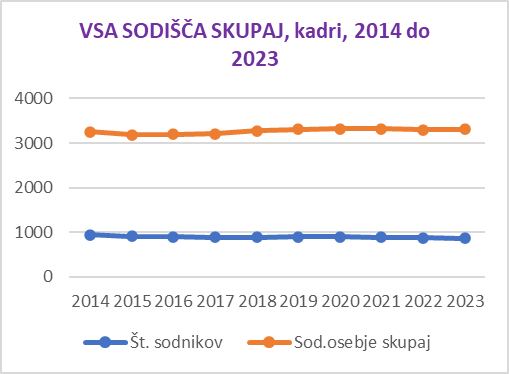 VSA SODIŠČA SKUPAJ, kadri, 2014 do
2023
4000
3000
2000
1000
0
2014 2015 2016 2017 2018 2019 2020 2021 2022 2023
Št. sodnikov Sod.osebje skupaj